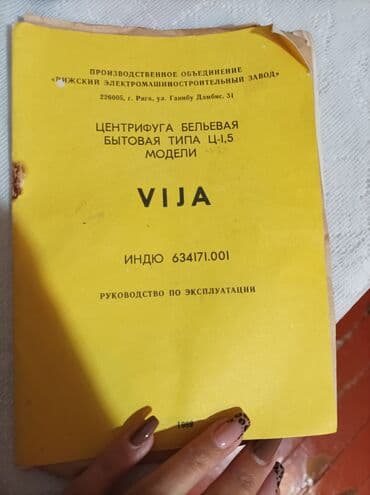 ПРОИЗВОДСТВЕННОЕ ОБЪЕДИНЕНИЕ
«РИЖСКИЙ ЭЛЕКТРОМАШИНОСТРОИТЕЛЬНЫЙ ЗАВОД»
226005, г. Рига, ул. Ганибу Дамбис, 31
ЦЕНТРИФУГА БЕЛЬЕВАЯ
БЫТОВАЯ ТИПА Ц-1,5
МОДЕЛИ
VIJA
ИНДЮ 634171.001
РУКОВОДСТВО ПО ЭКСПЛУАТАЦИИ